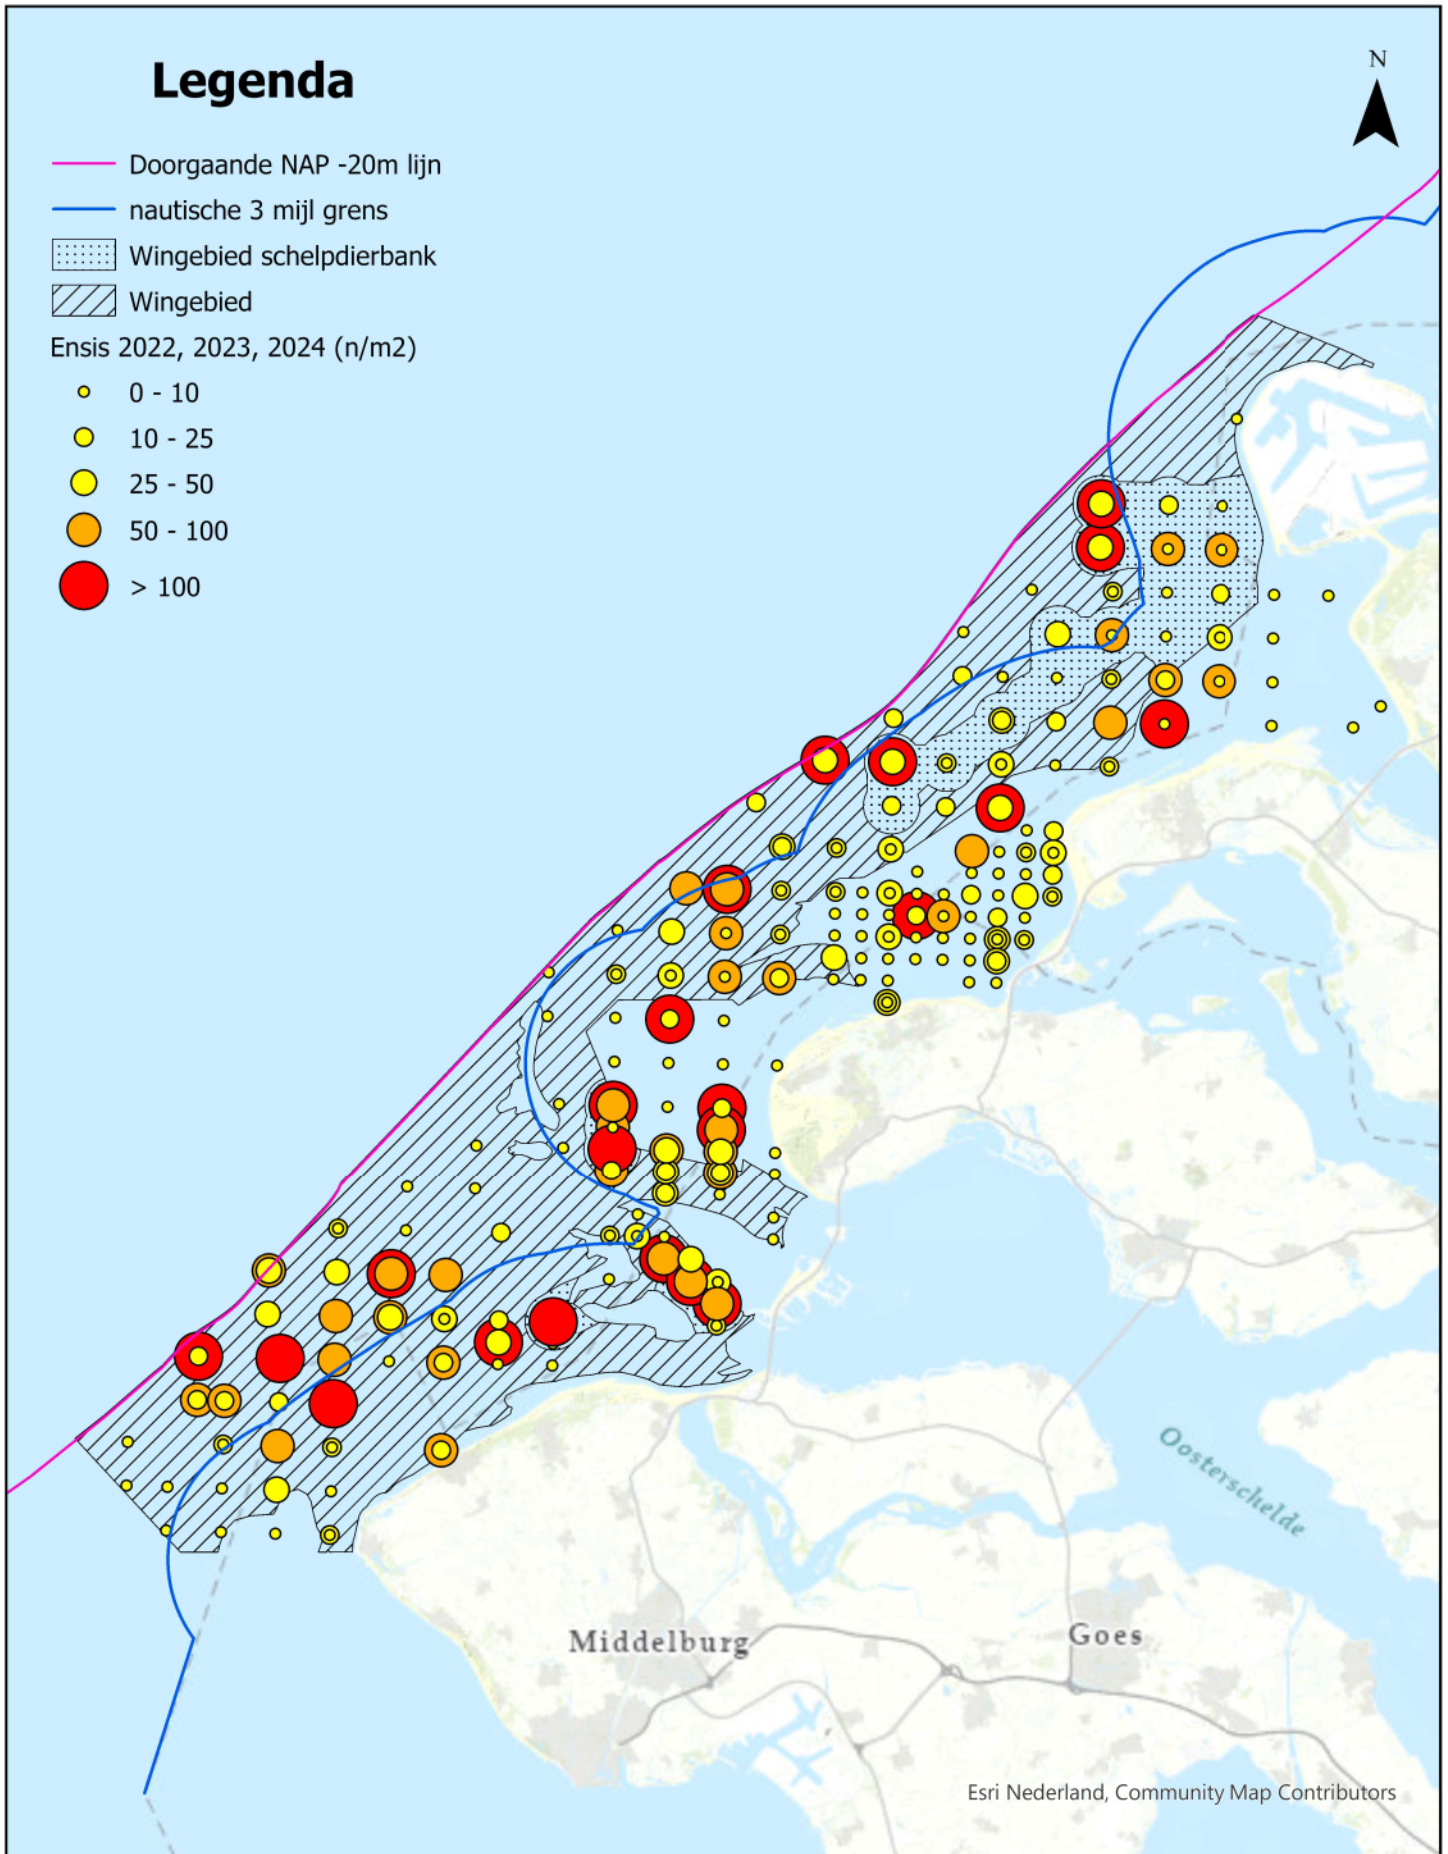 Legenda
N
Doorgaande NAP -20m lijn
nautische 3 mijl grens
Wingebied schelpdierbank
Wingebied
Ensis 2022, 2023, 2024 (n/m2)
0 - 10
10 - 25
25 - 50
50 - 100
> 100
Oosterschelde
Middelburg
Goes
Esri Nederland, Community Map Contributors